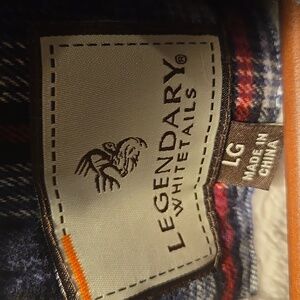 LEGENDARY®
WHITETAILS
LG
MADE IN
CHINA